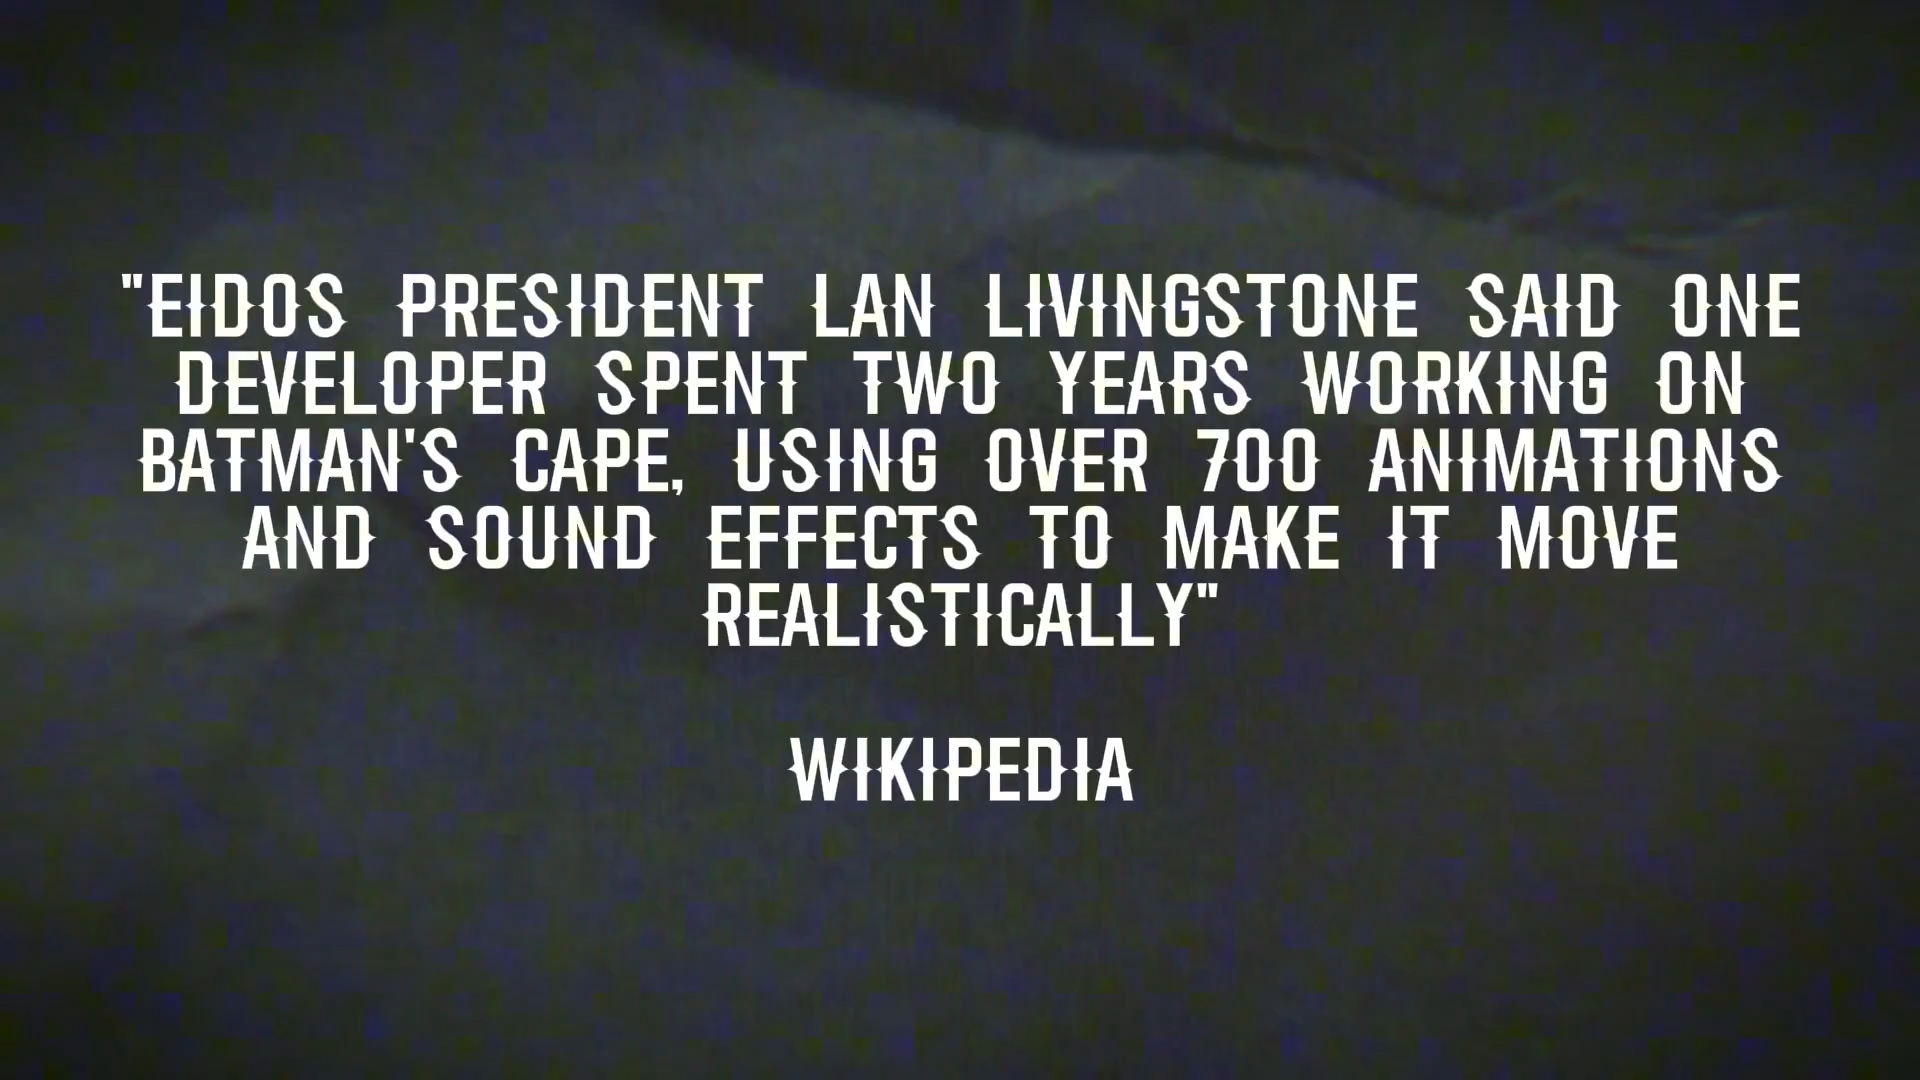 "EIDOS PRESIDENT LAN LIVINGSTONE SAID ONE
DEVELOPER SPENT TWO YEARS WORKING ON
BATMAN'S CAPE, USING OVER 700 ANIMATIONS
AND SOUND EFFECTS TO MAKE IT MOVE
REALISTICALLY"
WIKIPEDIA